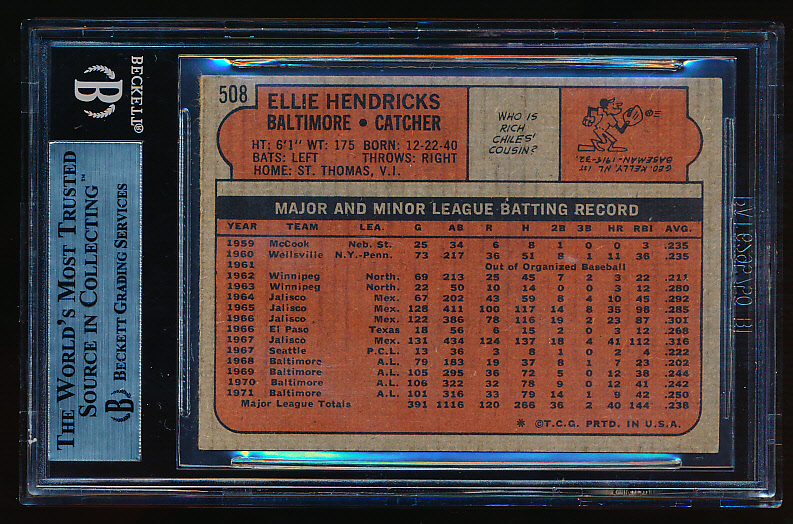 BECKETT
B
THE WORLD'S MOST TRUSTED
SOURCE IN COLLECTING™
B BECKETT GRADING SERVICES
508
ELLIE HENDRICKS
BALTIMORE • CATCHER
HT: 6'1" WT: 175 BORN: 12-22-40
BATS: LEFT THROWS: RIGHT
HOME: ST. THOMAS, V.I.
WHO IS
RICH
CHILES'
COUSIN?
GEO. KELLY, NL 1ST
BASEMAN-1915-32.
MAJOR AND MINOR LEAGUE BATTING RECORD
YEAR TEAM LEA. G AB R H 2B 3B HR RBI AVG.
1959 McCook Neb. St. 25 34 6 8 1 0 0 3 .235
1960 Wellsville N.Y.-Penn. 73 217 36 51 8 1 11 36 .235
1961 Out of Organized Baseball
1962 Winnipeg North. 69 213 25 45 7 2 3 22 .211
1963 Winnipeg North. 22 50 10 14 0 0 3 12 .280
1964 Jalisco Mex. 67 202 43 59 8 4 10 45 .292
1965 Jalisco Mex. 128 411 100 117 14 8 35 98 .285
1966 Jalisco Mex. 122 386 78 116 19 2 23 87 .301
1966 El Paso Texas 18 56 6 15 2 0 3 12 .268
1967 Jalisco Mex. 131 434 124 137 18 4 41 112 .316
1967 Seattle P.C.L. 13 36 3 8 1 0 2 4 .222
1968 Baltimore A.L. 79 183 19 37 8 1 7 23 .202
1969 Baltimore A.L. 105 295 36 72 5 0 12 38 .244
1970 Baltimore A.L. 106 322 32 78 9 0 12 41 .242
1971 Baltimore A.L. 101 316 33 79 14 1 9 42 .250
Major League Totals 391 1116 120 266 36 2 40 144 .238
* ©T.C.G. PRTD. IN U.S.A.